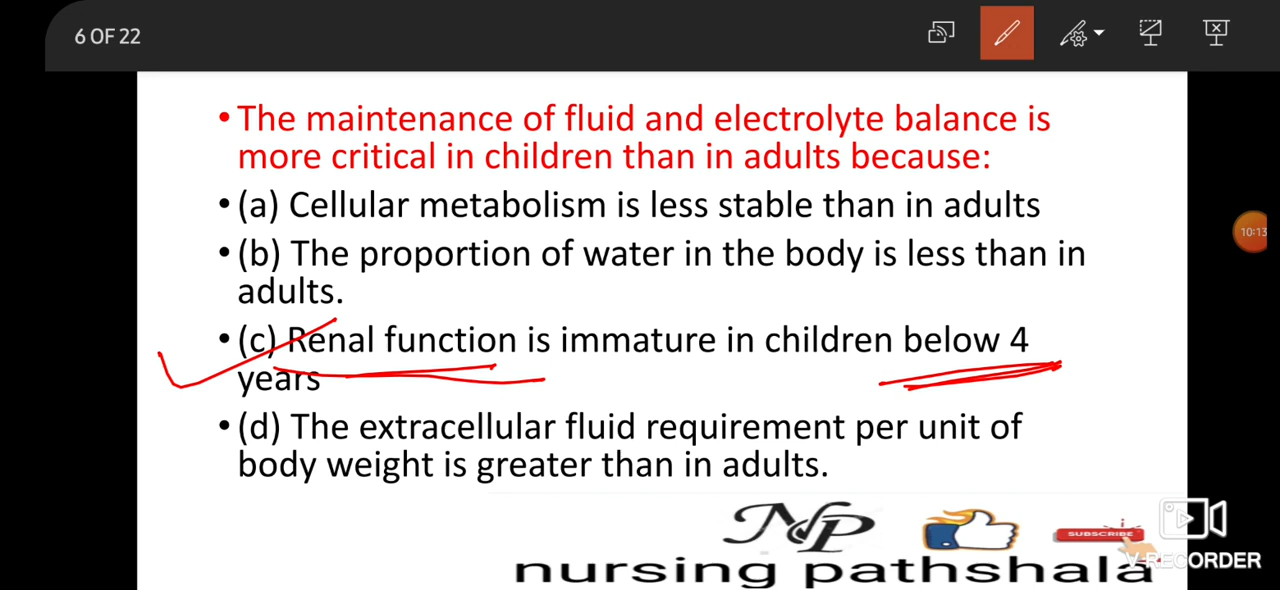 6 OF 22
• The maintenance of fluid and electrolyte balance is
more critical in children than in adults because:
• (a) Cellular metabolism is less stable than in adults
10:13
• (b) The proportion of water in the body is less than in
adults.
• (c) Renal function is immature in children below 4
years
• (d) The extracellular fluid requirement per unit of
body weight is greater than in adults.
NP
SUBSCRIBE
V RECORDER
nursing pathshala